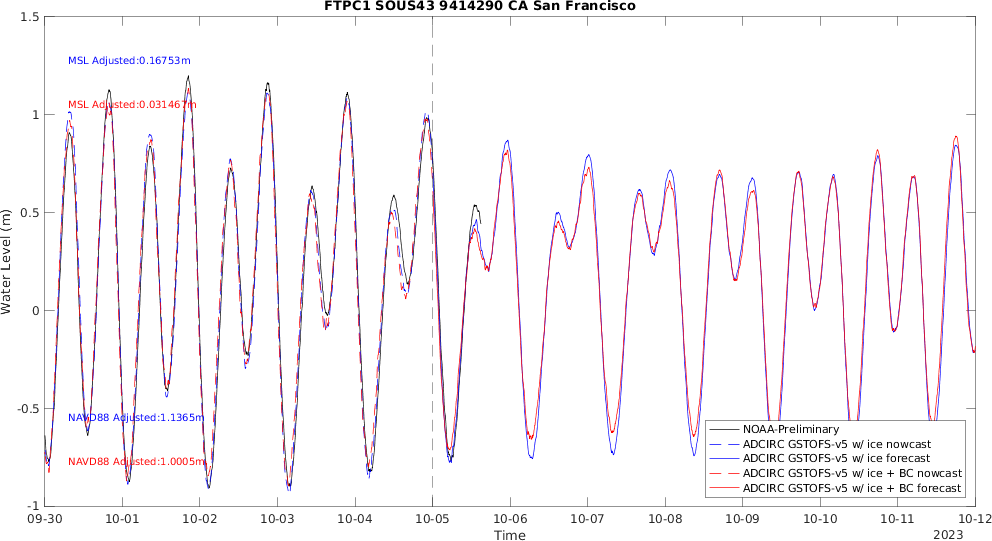 FTPC1 SOUS43 9414290 CA San Francisco
1.5
MSL Adjusted:0.16753m
MSL Adjusted:0.031467m
1
0.5
Water Level (m)
0
-0.5
NAVD88 Adjusted:1.1365m
NAVD88 Adjusted:1.0005m
-1
NOAA-Preliminary
ADCIRC GSTOFS-v5 w/ ice nowcast
ADCIRC GSTOFS-v5 w/ ice forecast
ADCIRC GSTOFS-v5 w/ ice + BC nowcast
ADCIRC GSTOFS-v5 w/ ice + BC forecast
09-30 10-01 10-02 10-03 10-04 10-05 10-06 10-07 10-08 10-09 10-10 10-11 10-12
Time
2023